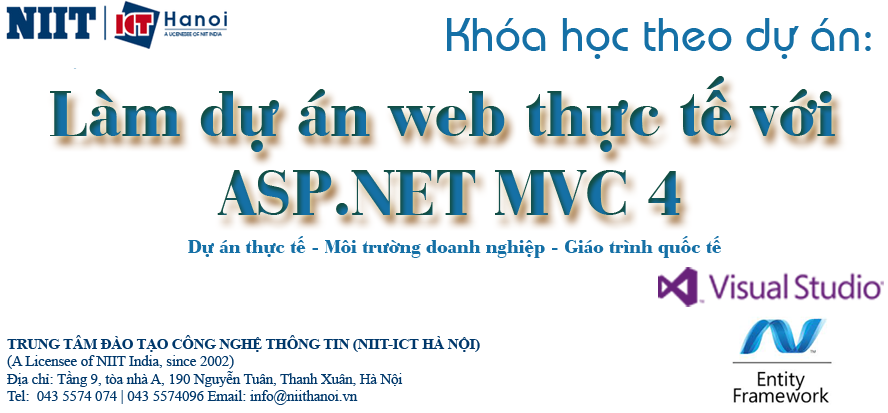 NIIT ICT Hanoi
A LICENSEE OF NIIT INDIA
Khóa học theo dự án:
Làm dự án web thực tế với
ASP.NET MVC 4
Dự án thực tế - Môi trường doanh nghiệp - Giáo trình quốc tế
Visual Studio
Entity
Framework
TRUNG TÂM ĐÀO TẠO CÔNG NGHỆ THÔNG TIN (NIIT-ICT HÀ NỘI)
(A Licensee of NIIT India, since 2002)
Địa chỉ: Tầng 9, tòa nhà A, 190 Nguyễn Tuân, Thanh Xuân, Hà Nội
Tel: 043 5574 074 | 043 5574096 Email: info@niithanoi.vn